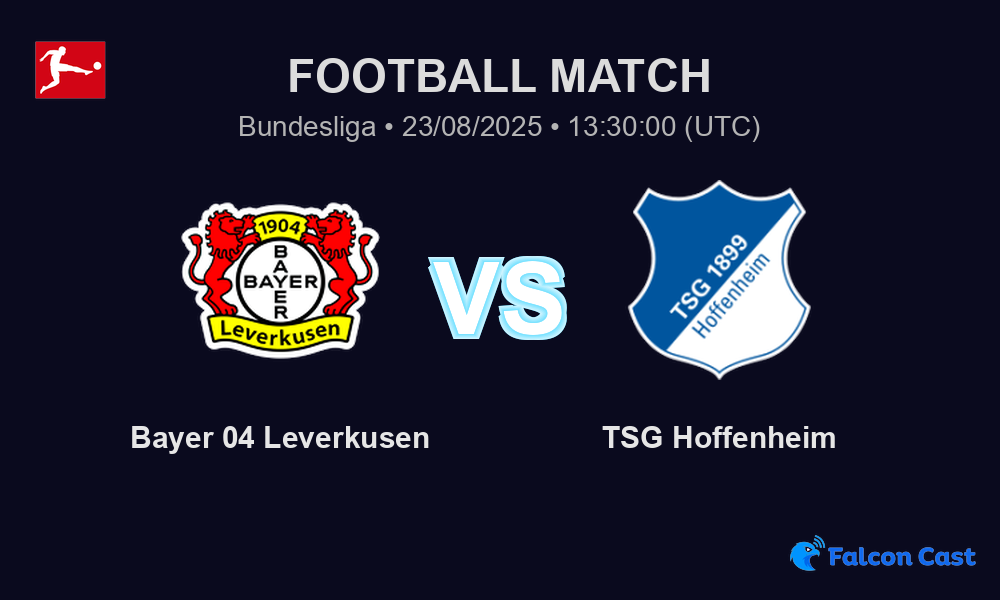 FOOTBALL MATCH
Bundesliga • 23/08/2025 • 13:30:00 (UTC)
1904
BAYER
BAYER
Leverkusen
VS
TSG 1899
Hoffenheim
Bayer 04 Leverkusen
TSG Hoffenheim
Falcon Cast